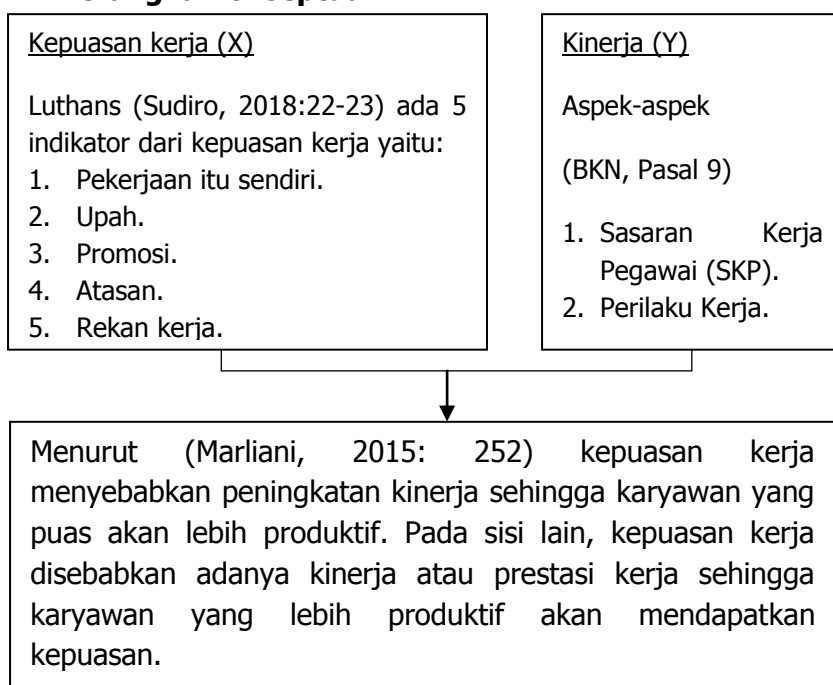 Kepuasan kerja (X)
Luthans (Sudiro, 2018:22-23) ada 5
indikator dari kepuasan kerja yaitu:
1. Pekerjaan itu sendiri.
2. Upah.
3. Promosi.
4. Atasan.
5. Rekan kerja.
Kinerja (Y)
Aspek-aspek
(BKN, Pasal 9)
1. Sasaran Kerja
Pegawai (SKP).
2. Perilaku Kerja.
Menurut (Marliani, 2015: 252) kepuasan kerja
menyebabkan peningkatan kinerja sehingga karyawan yang
puas akan lebih produktif. Pada sisi lain, kepuasan kerja
disebabkan adanya kinerja atau prestasi kerja sehingga
karyawan yang lebih produktif akan mendapatkan
kepuasan.